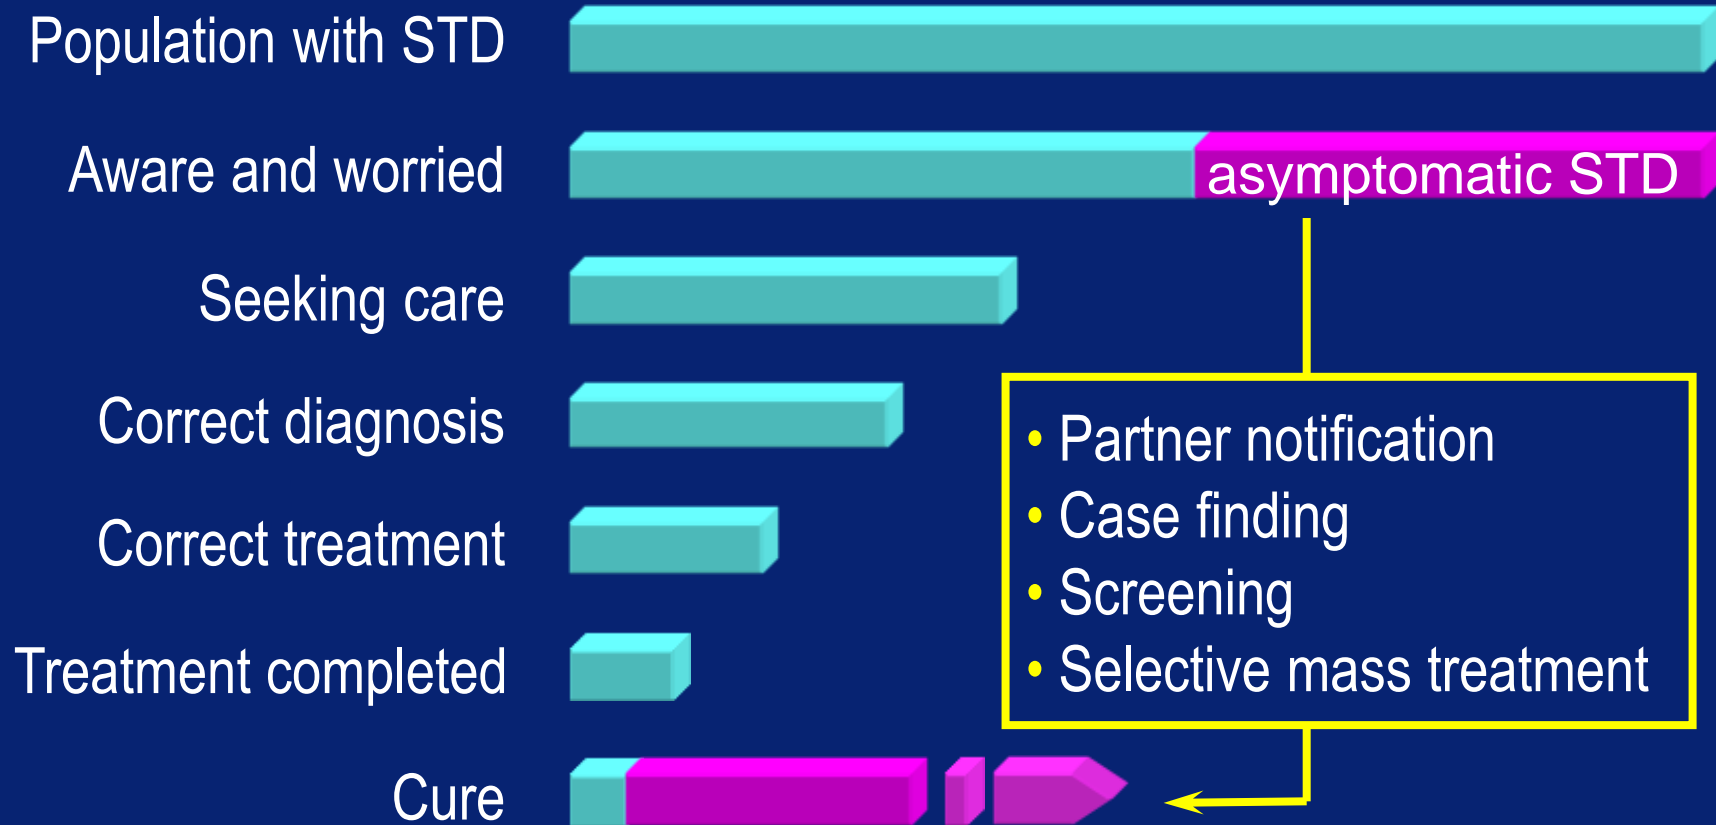 Population with STD
Aware and worried
asymptomatic STD
Seeking care
Correct diagnosis
Correct treatment
Treatment completed
Cure
• Partner notification
• Case finding
• Screening
• Selective mass treatment